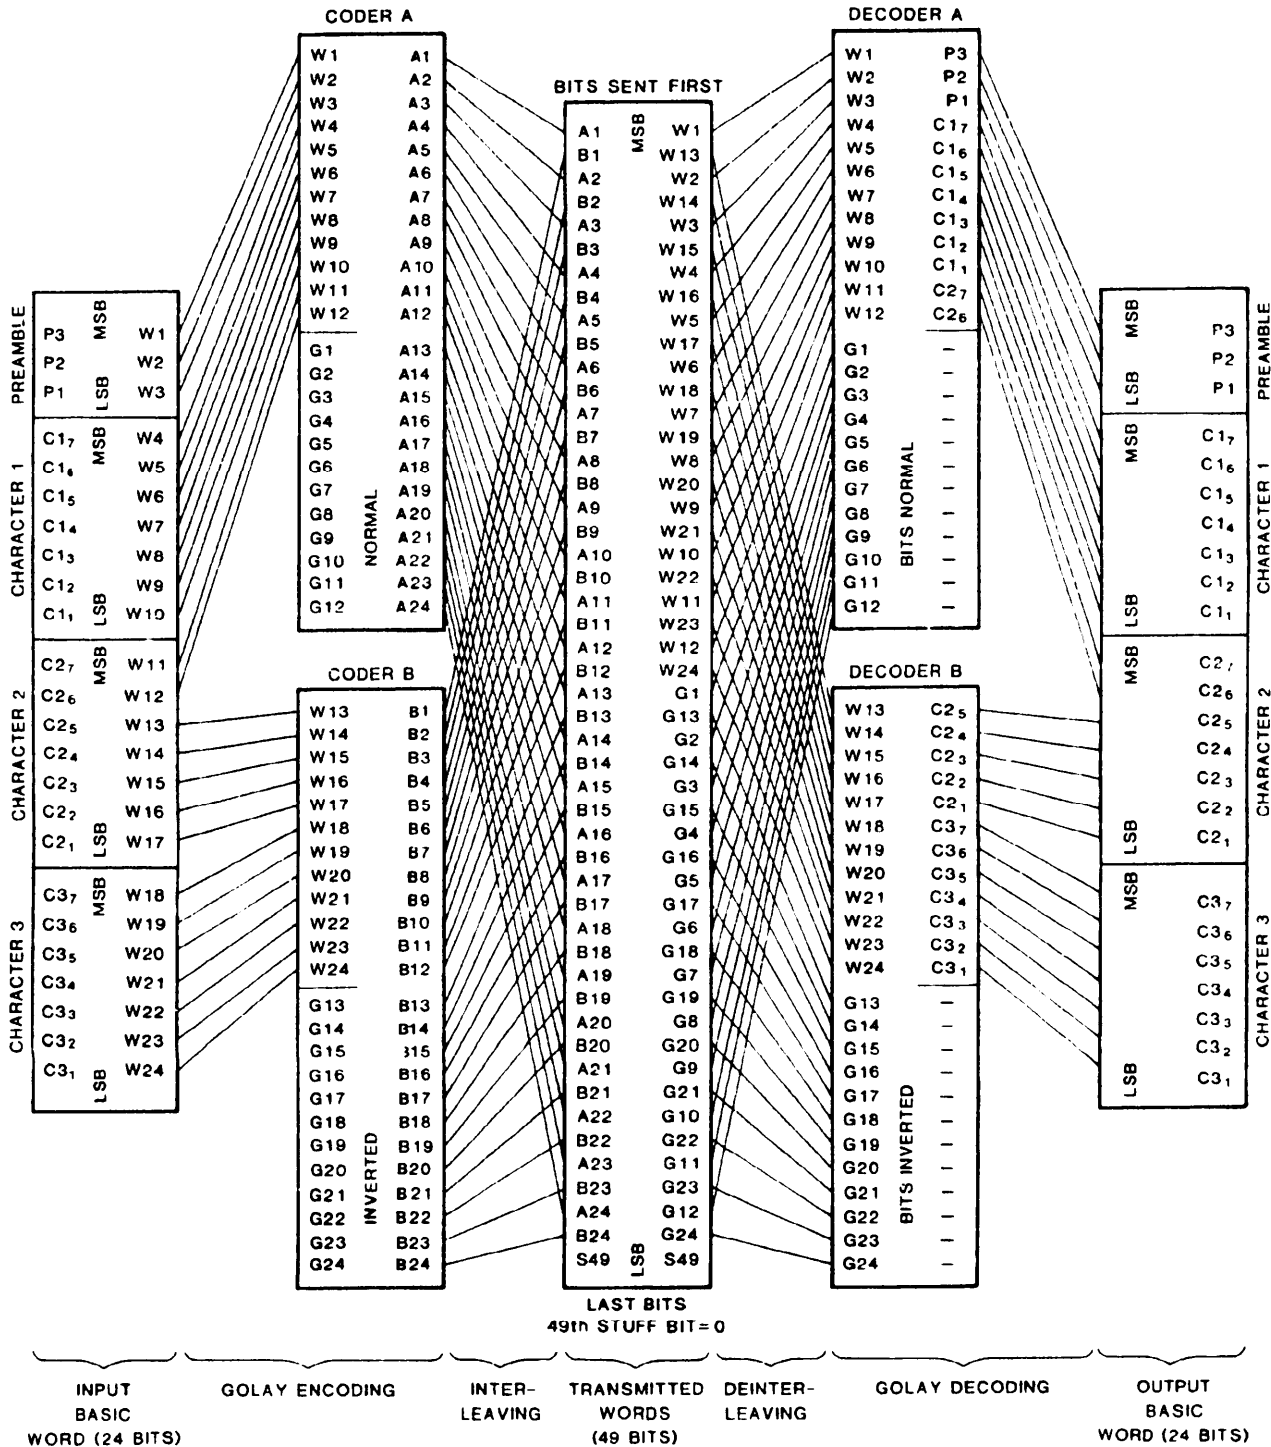 CODER A
W1 A1
W2 A2
W3 A3
W4 A4
W5 A5
W6 A6
W7 A7
W8 A8
W9 A9
W10 A10
W11 A11
W12 A12
G1 A13
G2 A14
G3 A15
G4 A16
G5 A17
G6 A18
G7 A19
G8 A20
G9 A21
G10 A22
G11 A23
G12 A24
NORMAL
PREAMBLE
MSB
P3 W1
P2 W2
P1 W3
LSB
CHARACTER 1
MSB
C1₇ W4
C1₆ W5
C1₅ W6
C1₄ W7
C1₃ W8
C1₂ W9
C1₁ W10
LSB
CHARACTER 2
MSB
C2₇ W11
C2₆ W12
C2₅ W13
C2₄ W14
C2₃ W15
C2₂ W16
C2₁ W17
LSB
CHARACTER 3
MSB
C3₇ W18
C3₆ W19
C3₅ W20
C3₄ W21
C3₃ W22
C3₂ W23
C3₁ W24
LSB
CODER B
W13 B1
W14 B2
W15 B3
W16 B4
W17 B5
W18 B6
W19 B7
W20 B8
W21 B9
W22 B10
W23 B11
W24 B12
G13 B13
G14 B14
G15 B15
G16 B16
G17 B17
G18 B18
G19 B19
G20 B20
G21 B21
G22 B22
G23 B23
G24 B24
INVERTED
BITS SENT FIRST
MSB
A1 W1
B1 W13
A2 W2
B2 W14
A3 W3
B3 W15
A4 W4
B4 W16
A5 W5
B5 W17
A6 W6
B6 W18
A7 W7
B7 W19
A8 W8
B8 W20
A9 W9
B9 W21
A10 W10
B10 W22
A11 W11
B11 W23
A12 W12
B12 W24
A13 G1
B13 G13
A14 G2
B14 G14
A15 G3
B15 G15
A16 G4
B16 G16
A17 G5
B17 G17
A18 G6
B18 G18
A19 G7
B19 G19
A20 G8
B20 G20
A21 G9
B21 G21
A22 G10
B22 G22
A23 G11
B23 G23
A24 G12
B24 G24
S49 S49
LSB
LAST BITS
49th STUFF BIT=0
DECODER A
W1 P3
W2 P2
W3 P1
W4 C1₇
W5 C1₆
W6 C1₅
W7 C1₄
W8 C1₃
W9 C1₂
W10 C1₁
W11 C2₇
W12 C2₆
G1 –
G2 –
G3 –
G4 –
G5 –
G6 –
G7 –
G8 –
G9 –
G10 –
G11 –
G12 –
BITS NORMAL
DECODER B
W13 C2₅
W14 C2₄
W15 C2₃
W16 C2₂
W17 C2₁
W18 C3₇
W19 C3₆
W20 C3₅
W21 C3₄
W22 C3₃
W23 C3₂
W24 C3₁
G13 –
G14 –
G15 –
G16 –
G17 –
G18 –
G19 –
G20 –
G21 –
G22 –
G23 –
G24 –
BITS INVERTED
MSB
P3
P2
P1
LSB
PREAMBLE
MSB
C1₇
C1₆
C1₅
C1₄
C1₃
C1₂
C1₁
LSB
CHARACTER 1
MSB
C2₇
C2₆
C2₅
C2₄
C2₃
C2₂
C2₁
LSB
CHARACTER 2
MSB
C3₇
C3₆
C3₅
C3₄
C3₃
C3₂
C3₁
LSB
CHARACTER 3
INPUT
BASIC
WORD (24 BITS)
GOLAY ENCODING
INTER-
LEAVING
TRANSMITTED
WORDS
(49 BITS)
DEINTER-
LEAVING
GOLAY DECODING
OUTPUT
BASIC
WORD (24 BITS)